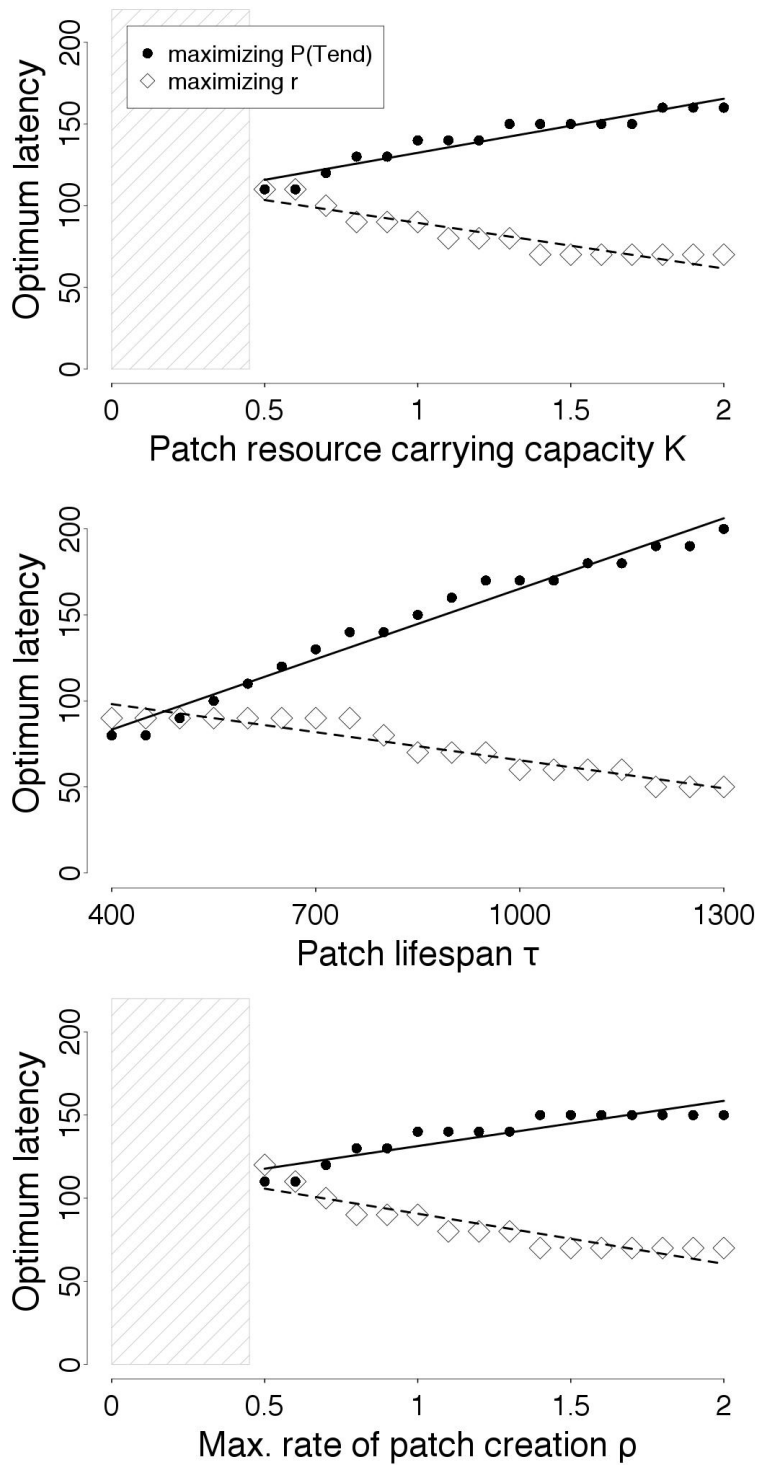 maximizing P(Tend)
maximizing r
Optimum latency
0 50 100 150 200
0 0.5 1 1.5 2
Patch resource carrying capacity K
Optimum latency
0 50 100 150 200
400 700 1000 1300
Patch lifespan τ
Optimum latency
0 50 100 150 200
0 0.5 1 1.5 2
Max. rate of patch creation ρ